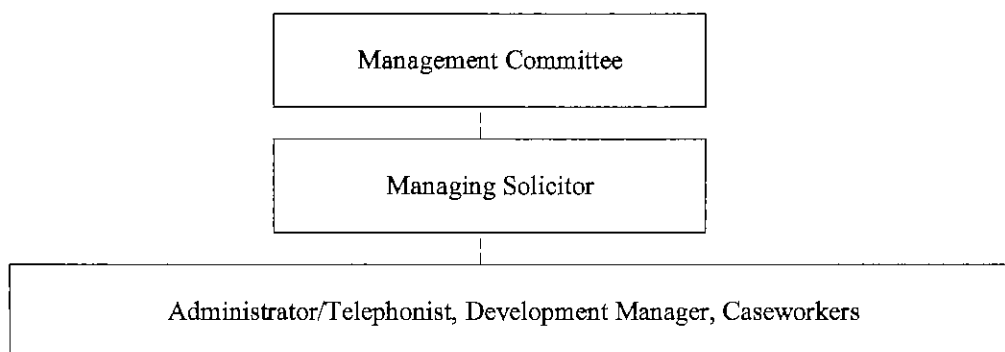 Management Committee
Managing Solicitor
Administrator/Telephonist, Development Manager, Caseworkers